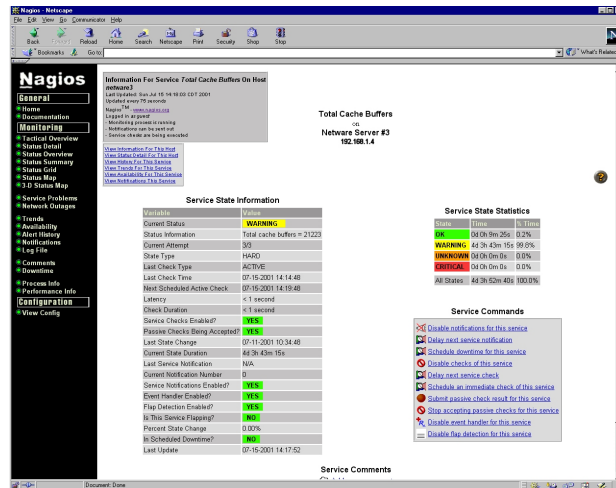 Nagios - Netscape
File Edit View Go Communicator Help
Back Forward Reload Home Search Netscape Print Security Shop Stop
Bookmarks Go to: What's Related
Nagios
General
Home
Documentation
Monitoring
Tactical Overview
Status Detail
Status Overview
Status Summary
Status Grid
Status Map
3-D Status Map
Service Problems
Network Outages
Trends
Availability
Alert History
Notifications
Log File
Comments
Downtime
Process Info
Performance Info
Configuration
View Config
Information For Service Total Cache Buffers On Host netware3
Last Updated: Sun Jul 15 14:18:03 CDT 2001
Updated every 75 seconds
Nagios™ - www.nagios.org
Logged in as guest
- Monitoring process is running
- Notifications can be sent out
- Service checks are being executed
View Information For This Host
View Status Detail For This Host
View History For This Service
View Trends For This Service
View Availability For This Service
View Notifications This Service
Total Cache Buffers
on
Netware Server #3
192.168.1.4
Service State Information
Variable Value
Current Status WARNING
Status Information Total cache buffers = 21223
Current Attempt 3/3
State Type HARD
Last Check Type ACTIVE
Last Check Time 07-15-2001 14:14:48
Next Scheduled Active Check 07-15-2001 14:19:48
Latency < 1 second
Check Duration < 1 second
Service Checks Enabled? YES
Passive Checks Being Accepted? YES
Last State Change 07-11-2001 10:34:48
Current State Duration 4d 3h 43m 15s
Last Service Notification N/A
Current Notification Number 0
Service Notifications Enabled? YES
Event Handler Enabled? YES
Flap Detection Enabled? YES
Is This Service Flapping? NO
Percent State Change 0.00%
In Scheduled Downtime? NO
Last Update 07-15-2001 14:17:52
Service State Statistics
State Time % Time
OK 0d 0h 9m 25s 0.2%
WARNING 4d 3h 43m 15s 99.8%
UNKNOWN 0d 0h 0m 0s 0.0%
CRITICAL 0d 0h 0m 0s 0.0%
All States 4d 3h 52m 40s 100.0%
Service Commands
Disable notifications for this service
Delay next service notification
Schedule downtime for this service
Disable checks of this service
Delay next service check
Schedule an immediate check of this service
Submit passive check result for this service
Stop accepting passive checks for this service
Disable event handler for this service
Disable flap detection for this service
Service Comments
Document: Done